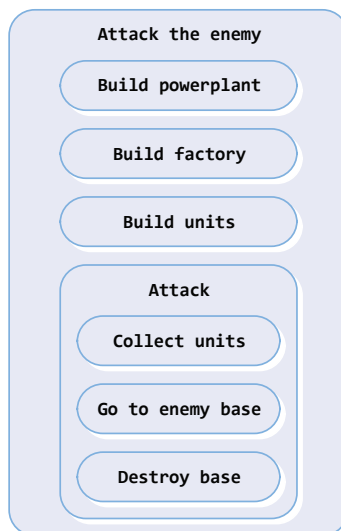 Attack the enemy
Build powerplant
Build factory
Build units
Attack
Collect units
Go to enemy base
Destroy base